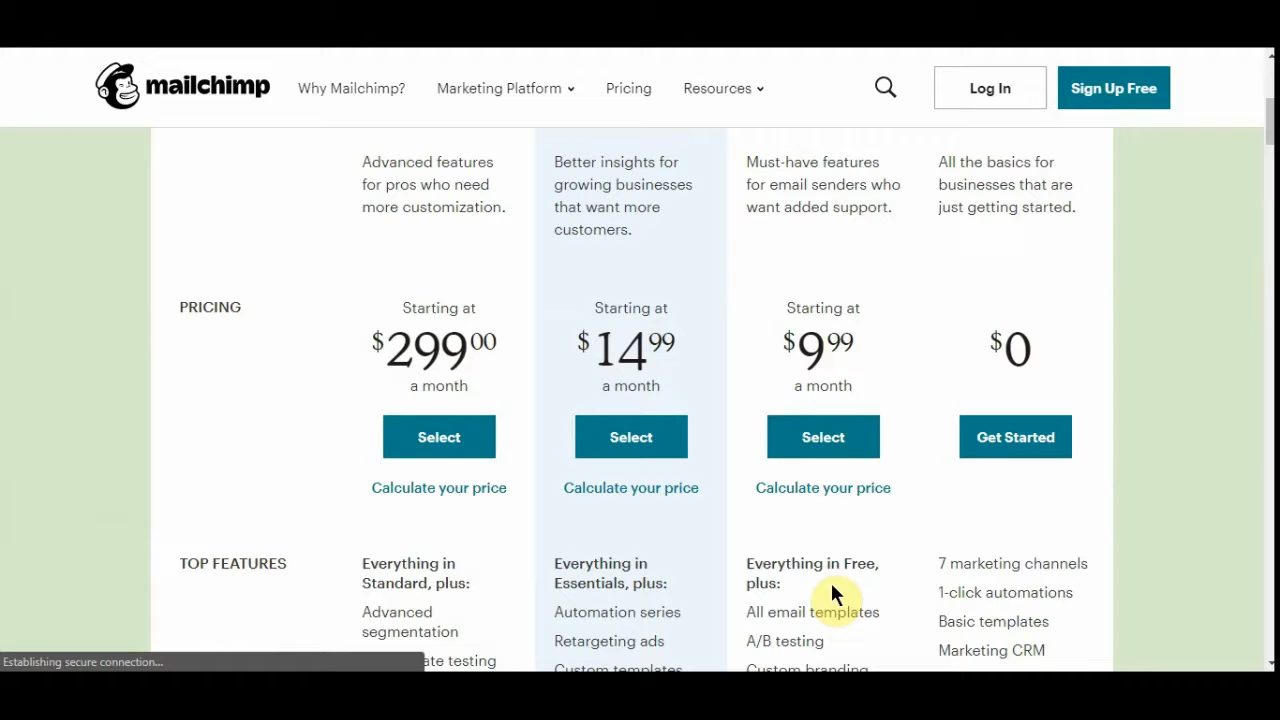 mailchimp
Why Mailchimp?
Marketing Platform
Pricing
Resources
Log In
Sign Up Free
Advanced features
for pros who need
more customization.
Better insights for
growing businesses
that want more
customers.
Must-have features
for email senders who
want added support.
All the basics for
businesses that are
just getting started.
PRICING
Starting at
$299 00
a month
Select
Calculate your price
Starting at
$14 99
a month
Select
Calculate your price
Starting at
$9 99
a month
Select
Calculate your price
$0
Get Started
TOP FEATURES
Everything in
Standard, plus:
Advanced
segmentation
testing
Everything in
Essentials, plus:
Automation series
Retargeting ads
Custom templates
Everything in Free,
plus:
All email templates
A/B testing
Custom branding
7 marketing channels
1-click automations
Basic templates
Marketing CRM
Establishing secure connection...